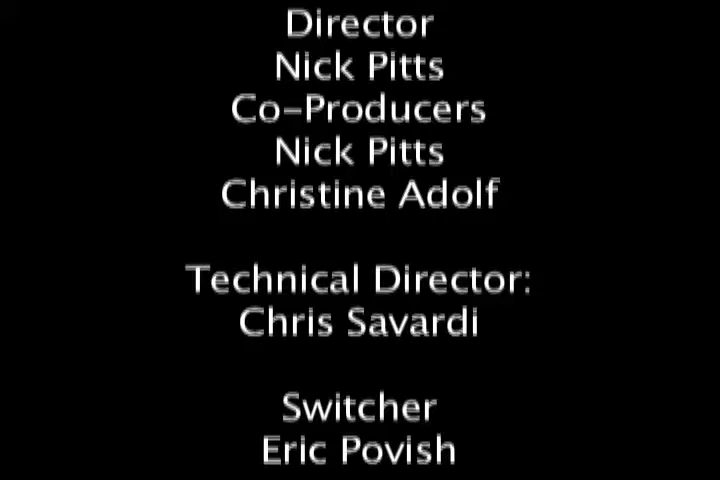 Director
Nick Pitts
Co-Producers
Nick Pitts
Christine Adolf
Technical Director:
Chris Savardi
Switcher
Eric Povish